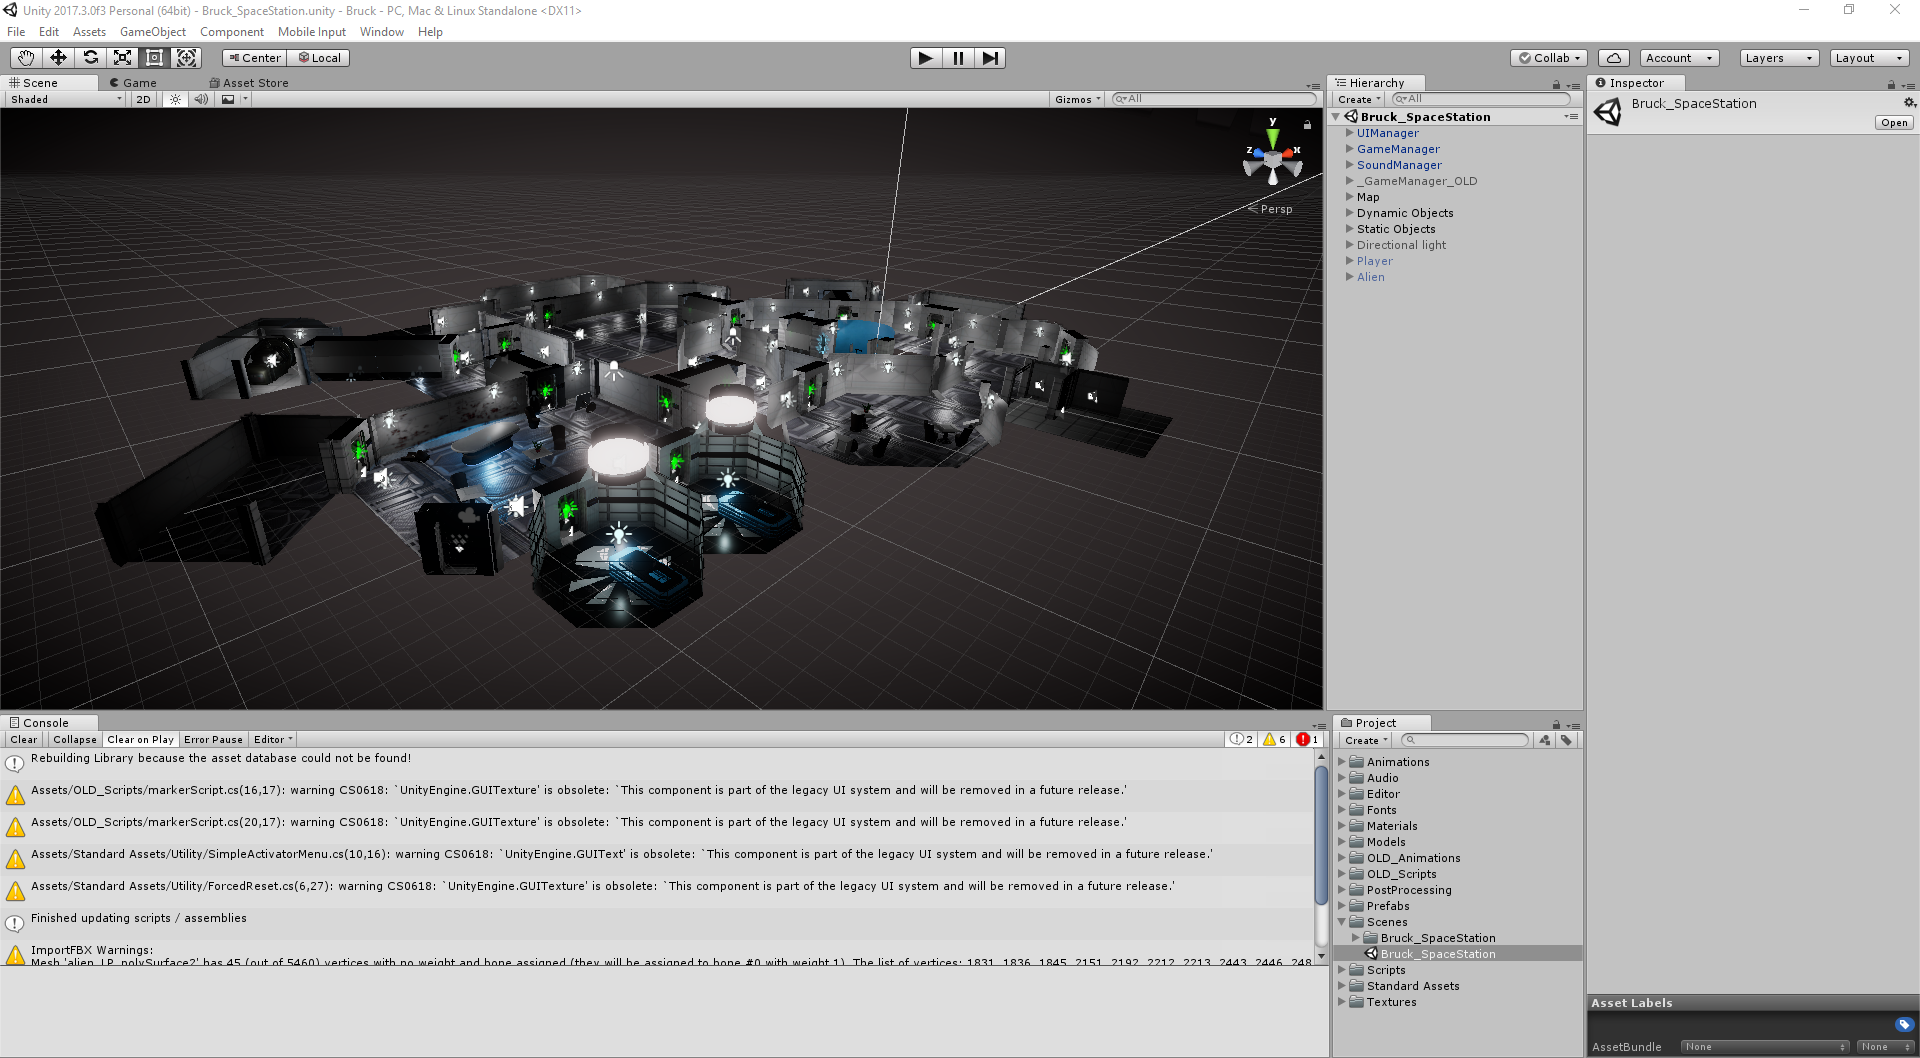 Unity 2017.3.0f3 Personal (64bit) - Bruck_SpaceStation.unity - Bruck - PC, Mac & Linux Standalone <DX11>
File Edit Assets GameObject Component Mobile Input Window Help
Center Local Collab Account Layers Layout
Scene Game Asset Store
Shaded 2D Gizmos All
y
z x
Persp
Hierarchy
Create All
Bruck_SpaceStation
UIManager
GameManager
SoundManager
_GameManager_OLD
Map
Dynamic Objects
Static Objects
Directional light
Player
Alien
Inspector
Bruck_SpaceStation
Open
Console
Clear Collapse Clear on Play Error Pause Editor 2 6 1
Rebuilding Library because the asset database could not be found!
Assets/OLD_Scripts/markerScript.cs(16,17): warning CS0618: `UnityEngine.GUITexture' is obsolete: `This component is part of the legacy UI system and will be removed in a future release.'
Assets/OLD_Scripts/markerScript.cs(20,17): warning CS0618: `UnityEngine.GUITexture' is obsolete: `This component is part of the legacy UI system and will be removed in a future release.'
Assets/Standard Assets/Utility/SimpleActivatorMenu.cs(10,16): warning CS0618: `UnityEngine.GUIText' is obsolete: `This component is part of the legacy UI system and will be removed in a future release.'
Assets/Standard Assets/Utility/ForcedReset.cs(6,27): warning CS0618: `UnityEngine.GUITexture' is obsolete: `This component is part of the legacy UI system and will be removed in a future release.'
Finished updating scripts / assemblies
ImportFBX Warnings:
Mesh 'alien_LP_polySurface2' has 45 (out of 5460) vertices with no weight and bone assigned (they will be assigned to bone #0 with weight 1). The list of vertices: 1831, 1836, 1845, 2151, 2192, 2212, 2213, 2443, 2446, 248
Project
Create
Animations
Audio
Editor
Fonts
Materials
Models
OLD_Animations
OLD_Scripts
PostProcessing
Prefabs
Scenes
Bruck_SpaceStation
Bruck_SpaceStation
Scripts
Standard Assets
Textures
Asset Labels
AssetBundle None None